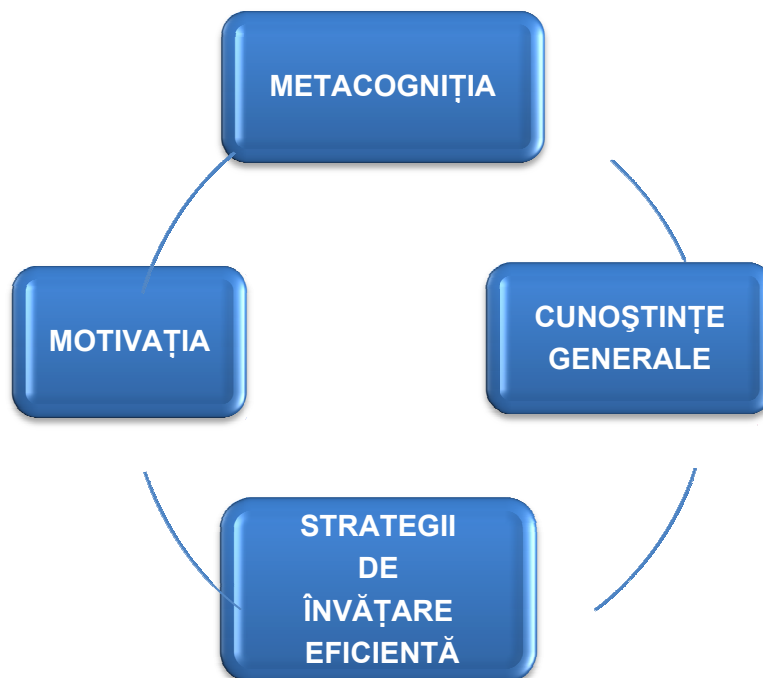 METACOGNIȚIA
MOTIVAȚIA
CUNOŞTINȚE
GENERALE
STRATEGII
DE
ÎNVĂȚARE
EFICIENTĂ